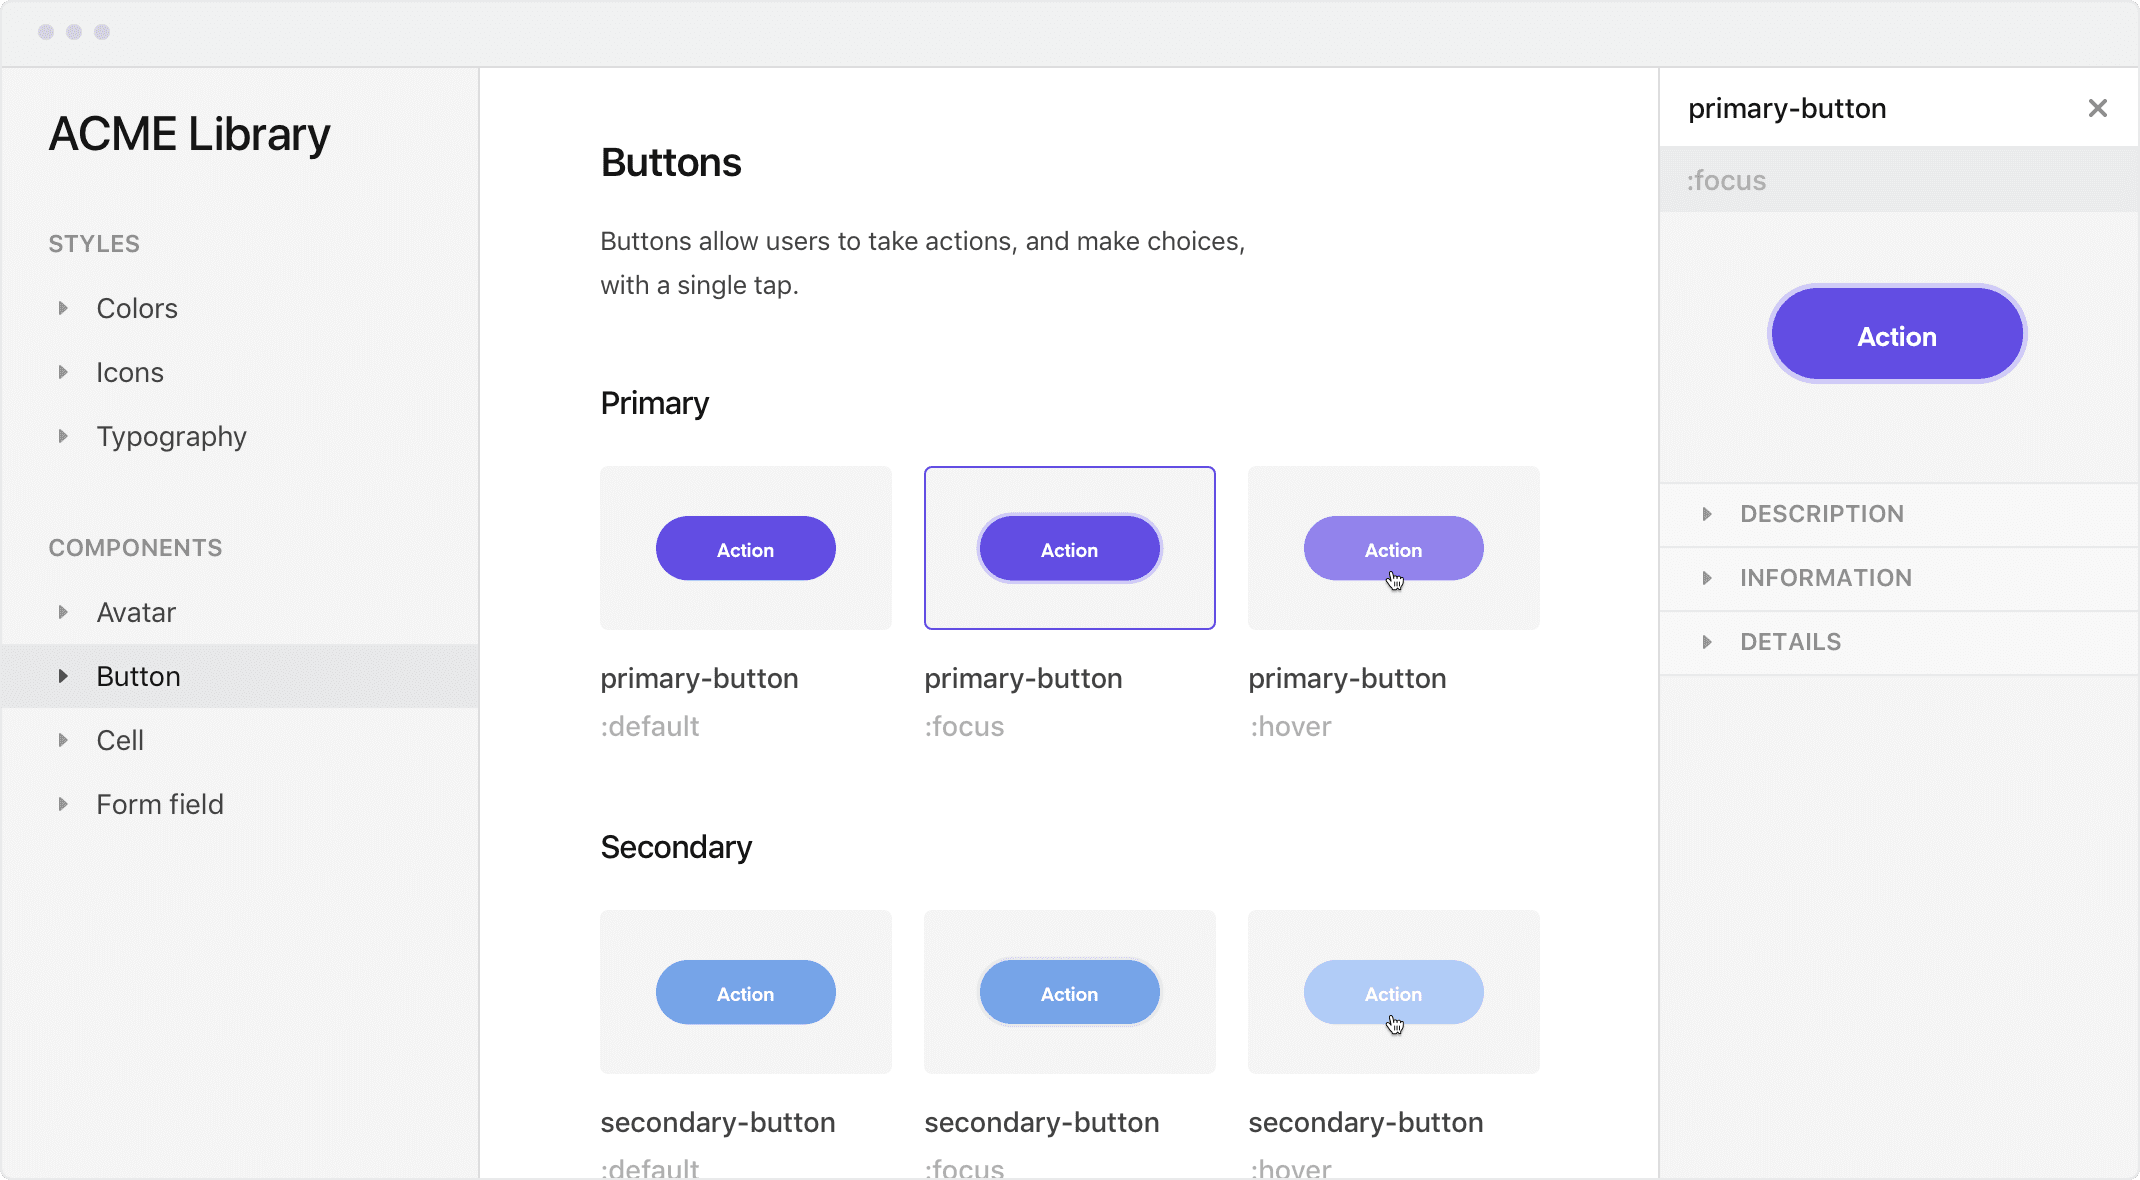 ACME Library
STYLES
Colors
Icons
Typography
COMPONENTS
Avatar
Button
Cell
Form field
Buttons
Buttons allow users to take actions, and make choices,
with a single tap.
Primary
Action
Action
Action
primary-button
primary-button
primary-button
:default
:focus
:hover
Secondary
Action
Action
Action
secondary-button
secondary-button
secondary-button
:default
:focus
:hover
primary-button
:focus
Action
DESCRIPTION
INFORMATION
DETAILS